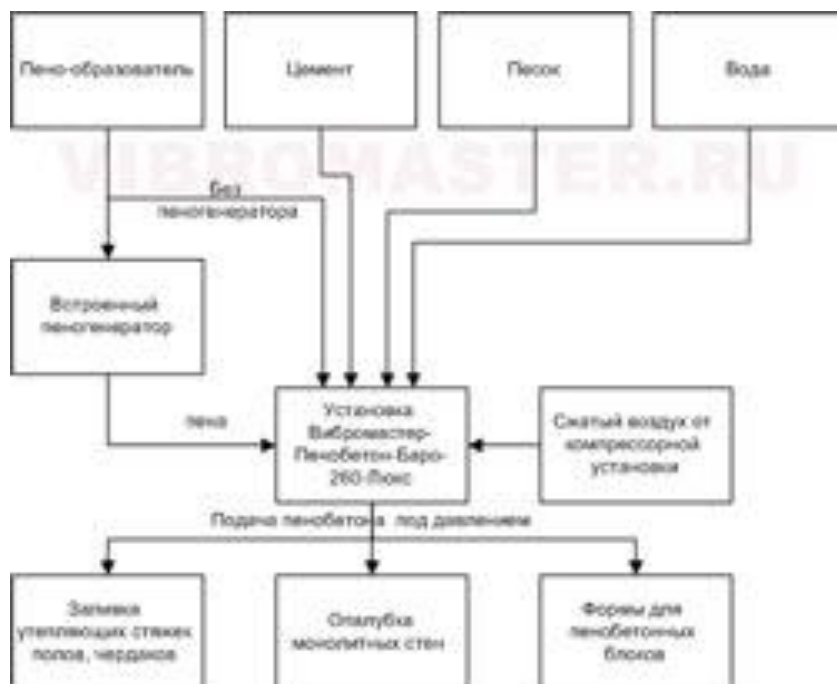 Пено-образователь
Цемент
Песок
Вода
VIBROMASTER.RU
Без
пеногенератора
Встроенный
пеногенератор
пена
Установка
Вибромастер-
Пенобетон-Баро-
260-Люкс
Сжатый воздух от
компрессорной
установки
Подача пенобетона под давлением
Заливка
утепляющих стяжек
полов, чердаков
Опалубка
монолитных стен
Формы для
пенобетонных
блоков